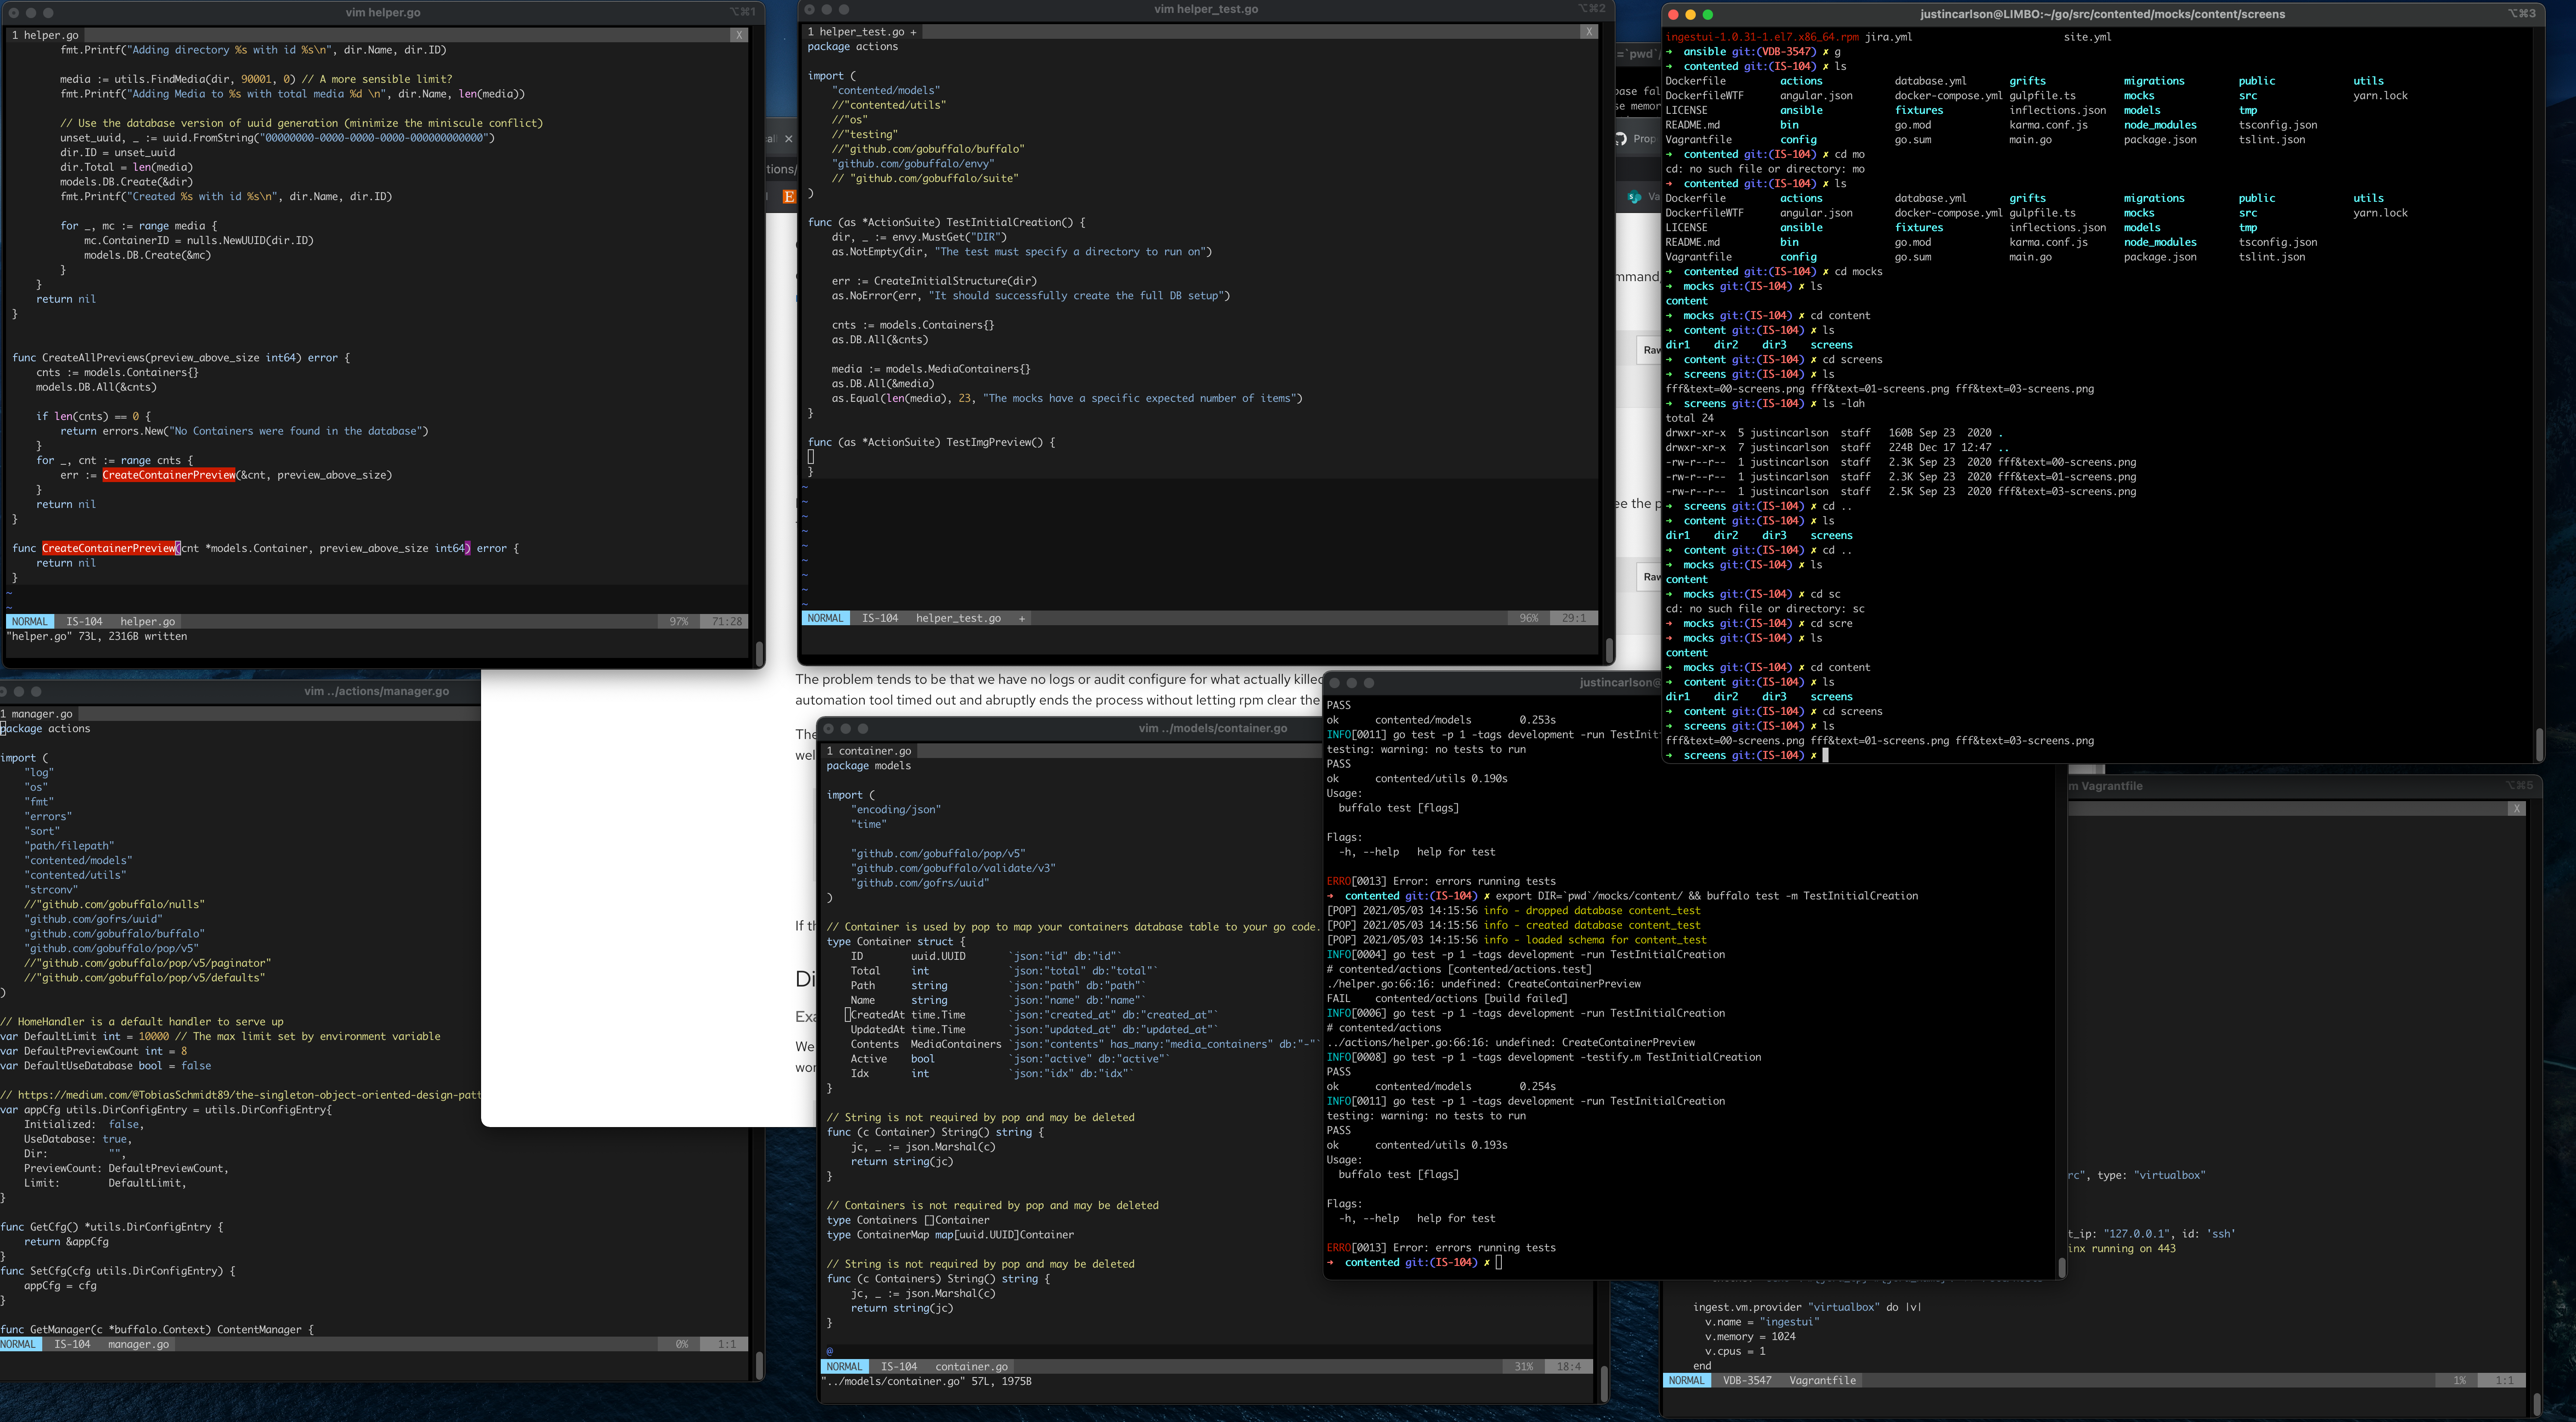 vim helper.go
⌥⌘1
1 helper.go
X
fmt.Printf("Adding directory %s with id %s\n", dir.Name, dir.ID)
media := utils.FindMedia(dir, 90001, 0) // A more sensible limit?
fmt.Printf("Adding Media to %s with total media %d \n", dir.Name, len(media))
// Use the database version of uuid generation (minimize the miniscule conflict)
unset_uuid, _ := uuid.FromString("00000000-0000-0000-0000-000000000000")
dir.ID = unset_uuid
dir.Total = len(media)
models.DB.Create(&dir)
fmt.Printf("Created %s with id %s\n", dir.Name, dir.ID)
for _, mc := range media {
mc.ContainerID = nulls.NewUUID(dir.ID)
models.DB.Create(&mc)
}
}
return nil
}
func CreateAllPreviews(preview_above_size int64) error {
cnts := models.Containers{}
models.DB.All(&cnts)
if len(cnts) == 0 {
return errors.New("No Containers were found in the database")
}
for _, cnt := range cnts {
err := CreateContainerPreview(&cnt, preview_above_size)
}
return nil
}
func CreateContainerPreview(cnt *models.Container, preview_above_size int64) error {
return nil
}
~
~
NORMAL IS-104 helper.go 97% 71:28
"helper.go" 73L, 2316B written
vim helper_test.go
⌥⌘2
1 helper_test.go +
X
package actions
import (
"contented/models"
//"contented/utils"
//"os"
//"testing"
//"github.com/gobuffalo/buffalo"
"github.com/gobuffalo/envy"
// "github.com/gobuffalo/suite"
)
func (as *ActionSuite) TestInitialCreation() {
dir, _ := envy.MustGet("DIR")
as.NotEmpty(dir, "The test must specify a directory to run on")
err := CreateInitialStructure(dir)
as.NoError(err, "It should successfully create the full DB setup")
cnts := models.Containers{}
as.DB.All(&cnts)
media := models.MediaContainers{}
as.DB.All(&media)
as.Equal(len(media), 23, "The mocks have a specific expected number of items")
}
func (as *ActionSuite) TestImgPreview() {
}
~
~
~
~
~
~
~
~
~
NORMAL IS-104 helper_test.go + 96% 29:1
justincarlson@LIMBO:~/go/src/contented/mocks/content/screens
⌥⌘3
ingestui-1.0.31-1.el7.x86_64.rpm jira.yml site.yml
➜ ansible git:(VDB-3547) ✗ g
➜ contented git:(IS-104) ✗ ls
Dockerfile actions database.yml grifts migrations public utils
DockerfileWTF angular.json docker-compose.yml gulpfile.ts mocks src yarn.lock
LICENSE ansible fixtures inflections.json models tmp
README.md bin go.mod karma.conf.js node_modules tsconfig.json
Vagrantfile config go.sum main.go package.json tslint.json
➜ contented git:(IS-104) ✗ cd mo
cd: no such file or directory: mo
➜ contented git:(IS-104) ✗ ls
Dockerfile actions database.yml grifts migrations public utils
DockerfileWTF angular.json docker-compose.yml gulpfile.ts mocks src yarn.lock
LICENSE ansible fixtures inflections.json models tmp
README.md bin go.mod karma.conf.js node_modules tsconfig.json
Vagrantfile config go.sum main.go package.json tslint.json
➜ contented git:(IS-104) ✗ cd mocks
➜ mocks git:(IS-104) ✗ ls
content
➜ mocks git:(IS-104) ✗ cd content
➜ content git:(IS-104) ✗ ls
dir1 dir2 dir3 screens
➜ content git:(IS-104) ✗ cd screens
➜ screens git:(IS-104) ✗ ls
fff&text=00-screens.png fff&text=01-screens.png fff&text=03-screens.png
➜ screens git:(IS-104) ✗ ls -lah
total 24
drwxr-xr-x 5 justincarlson staff 160B Sep 23 2020 .
drwxr-xr-x 7 justincarlson staff 224B Dec 17 12:47 ..
-rw-r--r-- 1 justincarlson staff 2.3K Sep 23 2020 fff&text=00-screens.png
-rw-r--r-- 1 justincarlson staff 2.3K Sep 23 2020 fff&text=01-screens.png
-rw-r--r-- 1 justincarlson staff 2.5K Sep 23 2020 fff&text=03-screens.png
➜ screens git:(IS-104) ✗ cd ..
➜ content git:(IS-104) ✗ ls
dir1 dir2 dir3 screens
➜ content git:(IS-104) ✗ cd ..
➜ mocks git:(IS-104) ✗ ls
content
➜ mocks git:(IS-104) ✗ cd sc
cd: no such file or directory: sc
➜ mocks git:(IS-104) ✗ cd scre
➜ mocks git:(IS-104) ✗ ls
content
➜ mocks git:(IS-104) ✗ cd content
➜ content git:(IS-104) ✗ ls
dir1 dir2 dir3 screens
➜ content git:(IS-104) ✗ cd screens
➜ screens git:(IS-104) ✗ ls
fff&text=00-screens.png fff&text=01-screens.png fff&text=03-screens.png
➜ screens git:(IS-104) ✗
=`pwd`/
Prop
tions/
E
Va
mmand,
Raw
ee the p
Raw
The problem tends to be that we have no logs or audit configure for what actually killed
automation tool timed out and abruptly ends the process without letting rpm clear the
The
wel
If th
Di
Exa
We
wor
vim ../actions/manager.go
1 manager.go
package actions
import (
"log"
"os"
"fmt"
"errors"
"sort"
"path/filepath"
"contented/models"
"contented/utils"
"strconv"
//"github.com/gobuffalo/nulls"
"github.com/gofrs/uuid"
"github.com/gobuffalo/buffalo"
"github.com/gobuffalo/pop/v5"
//"github.com/gobuffalo/pop/v5/paginator"
//"github.com/gobuffalo/pop/v5/defaults"
)
// HomeHandler is a default handler to serve up
var DefaultLimit int = 10000 // The max limit set by environment variable
var DefaultPreviewCount int = 8
var DefaultUseDatabase bool = false
// https://medium.com/@TobiasSchmidt89/the-singleton-object-oriented-design-patt
var appCfg utils.DirConfigEntry = utils.DirConfigEntry{
Initialized: false,
UseDatabase: true,
Dir: "",
PreviewCount: DefaultPreviewCount,
Limit: DefaultLimit,
}
func GetCfg() *utils.DirConfigEntry {
return &appCfg
}
func SetCfg(cfg utils.DirConfigEntry) {
appCfg = cfg
}
func GetManager(c *buffalo.Context) ContentManager {
NORMAL IS-104 manager.go 0% 1:1
vim ../models/container.go
1 container.go
package models
import (
"encoding/json"
"time"
"github.com/gobuffalo/pop/v5"
"github.com/gobuffalo/validate/v3"
"github.com/gofrs/uuid"
)
// Container is used by pop to map your containers database table to your go code.
type Container struct {
ID uuid.UUID `json:"id" db:"id"`
Total int `json:"total" db:"total"`
Path string `json:"path" db:"path"`
Name string `json:"name" db:"name"`
CreatedAt time.Time `json:"created_at" db:"created_at"`
UpdatedAt time.Time `json:"updated_at" db:"updated_at"`
Contents MediaContainers `json:"contents" has_many:"media_containers" db:"-"`
Active bool `json:"active" db:"active"`
Idx int `json:"idx" db:"idx"`
}
// String is not required by pop and may be deleted
func (c Container) String() string {
jc, _ := json.Marshal(c)
return string(jc)
}
// Containers is not required by pop and may be deleted
type Containers []Container
type ContainerMap map[uuid.UUID]Container
// String is not required by pop and may be deleted
func (c Containers) String() string {
jc, _ := json.Marshal(c)
return string(jc)
}
@
NORMAL IS-104 container.go 31% 18:4
"../models/container.go" 57L, 1975B
justincarlson@
PASS
ok contented/models 0.253s
INFO[0011] go test -p 1 -tags development -run TestInit
testing: warning: no tests to run
PASS
ok contented/utils 0.190s
Usage:
buffalo test [flags]
Flags:
-h, --help help for test
ERRO[0013] Error: errors running tests
➜ contented git:(IS-104) ✗ export DIR=`pwd`/mocks/content/ && buffalo test -m TestInitialCreation
[POP] 2021/05/03 14:15:56 info - dropped database content_test
[POP] 2021/05/03 14:15:56 info - created database content_test
[POP] 2021/05/03 14:15:56 info - loaded schema for content_test
INFO[0004] go test -p 1 -tags development -run TestInitialCreation
# contented/actions [contented/actions.test]
./helper.go:66:16: undefined: CreateContainerPreview
FAIL contented/actions [build failed]
INFO[0006] go test -p 1 -tags development -run TestInitialCreation
# contented/actions
../actions/helper.go:66:16: undefined: CreateContainerPreview
INFO[0008] go test -p 1 -tags development -testify.m TestInitialCreation
PASS
ok contented/models 0.254s
INFO[0011] go test -p 1 -tags development -run TestInitialCreation
testing: warning: no tests to run
PASS
ok contented/utils 0.193s
Usage:
buffalo test [flags]
Flags:
-h, --help help for test
ERRO[0013] Error: errors running tests
➜ contented git:(IS-104) ✗
m Vagrantfile
⌥⌘5
X
rc", type: "virtualbox"
t_ip: "127.0.0.1", id: 'ssh'
inx running on 443
ingest.vm.provider "virtualbox" do |v|
v.name = "ingestui"
v.memory = 1024
v.cpus = 1
end
NORMAL VDB-3547 Vagrantfile 1% 1:1